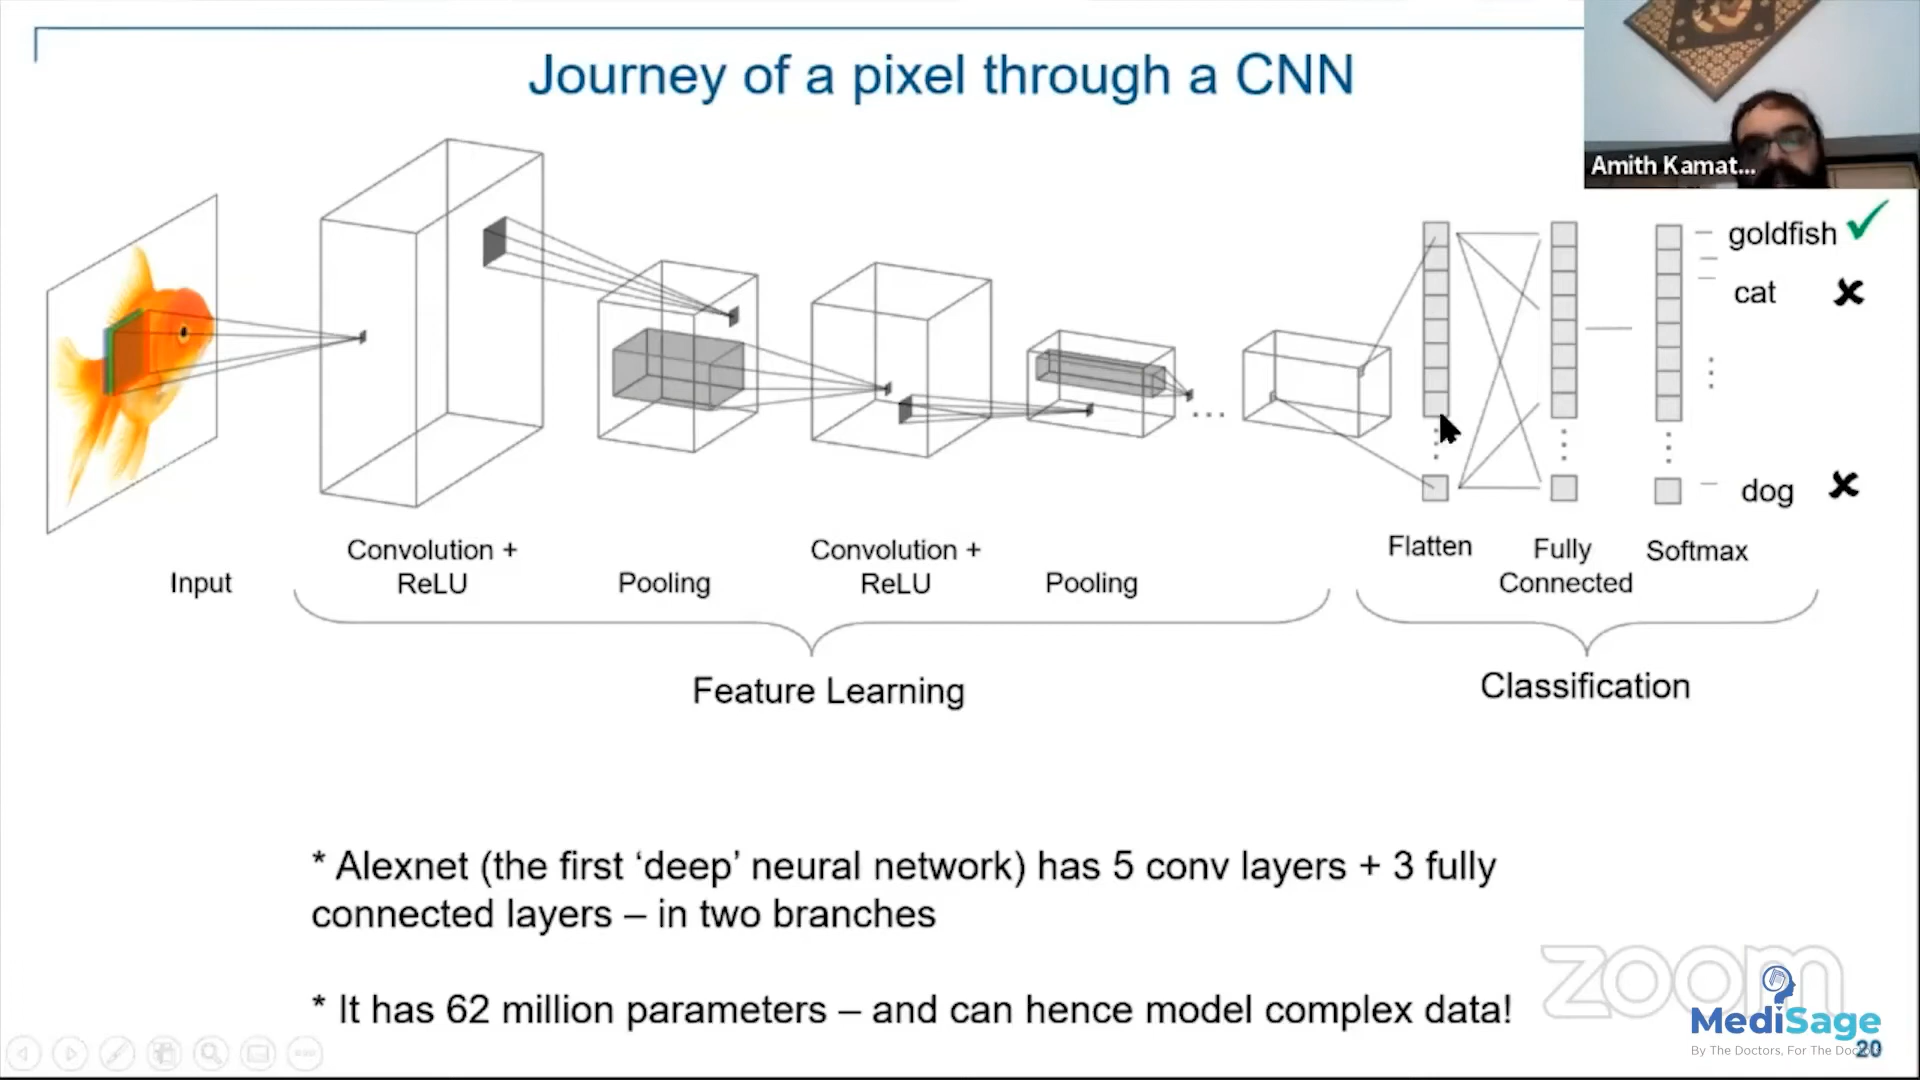 Journey of a pixel through a CNN
Amith Kamat...
goldfish
cat
dog
Input
Convolution +
ReLU
Pooling
Convolution +
ReLU
Pooling
Flatten
Fully
Connected
Softmax
Feature Learning
Classification
* Alexnet (the first ‘deep’ neural network) has 5 conv layers + 3 fully
connected layers – in two branches
* It has 62 million parameters – and can hence model complex data!
zoom
MediSage
By The Doctors, For The
20